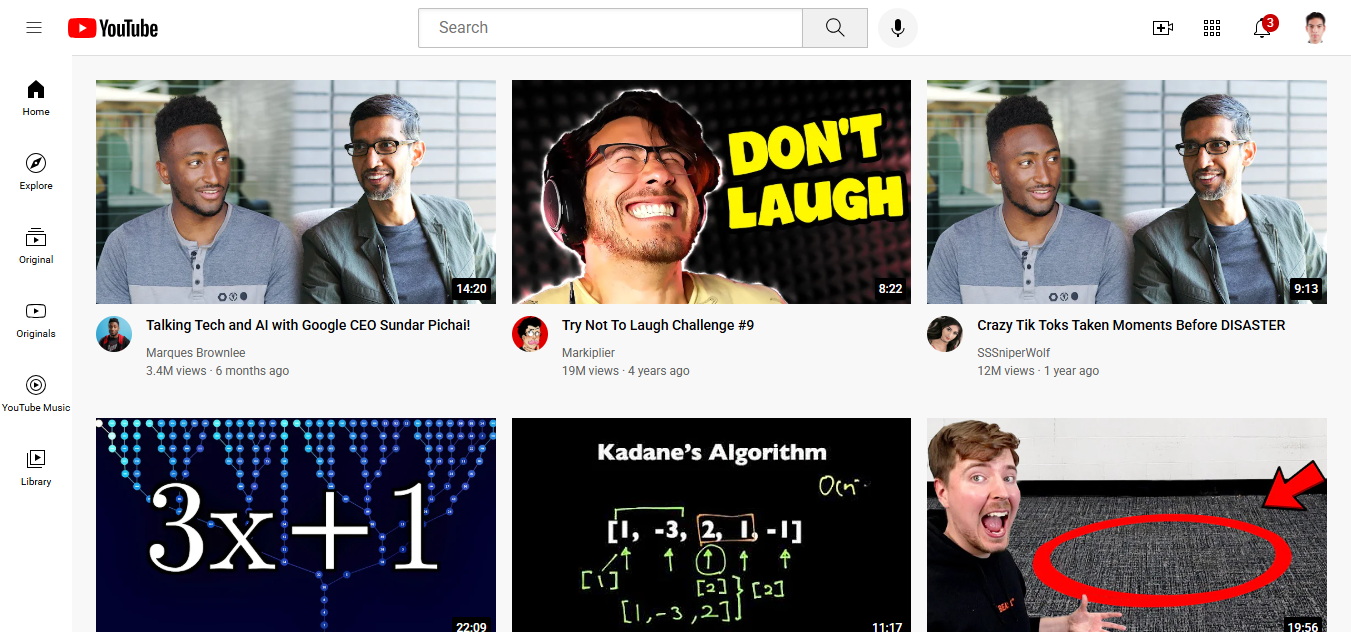 YouTube
Search
3
Home
Explore
Original
Originals
YouTube Music
Library
14:20
Talking Tech and AI with Google CEO Sundar Pichai!
Marques Brownlee
3.4M views · 6 months ago
DON'T
LAUGH
8:22
Try Not To Laugh Challenge #9
Markiplier
19M views · 4 years ago
9:13
Crazy Tik Toks Taken Moments Before DISASTER
SSSniperWolf
12M views · 1 year ago
3x+1
22:09
Kadane's Algorithm
[1, -3, 2, 1, -1]
[1]
[2]
[2]
[1, -3, 2]
11:17
19:56